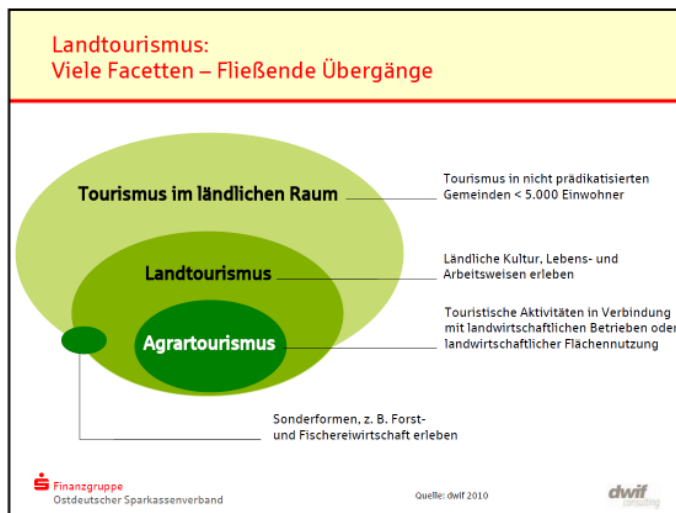 Landtourismus:
Viele Facetten – Fließende Übergänge
Tourismus im ländlichen Raum
Tourismus in nicht prädikatisierten
Gemeinden < 5.000 Einwohner
Landtourismus
Ländliche Kultur, Lebens- und
Arbeitsweisen erleben
Agrartourismus
Touristische Aktivitäten in Verbindung
mit landwirtschaftlichen Betrieben oder
landwirtschaftlicher Flächennutzung
Sonderformen, z. B. Forst-
und Fischereiwirtschaft erleben
Finanzgruppe
Ostdeutscher Sparkassenverband
Quelle: dwif 2010
dwif
consulting